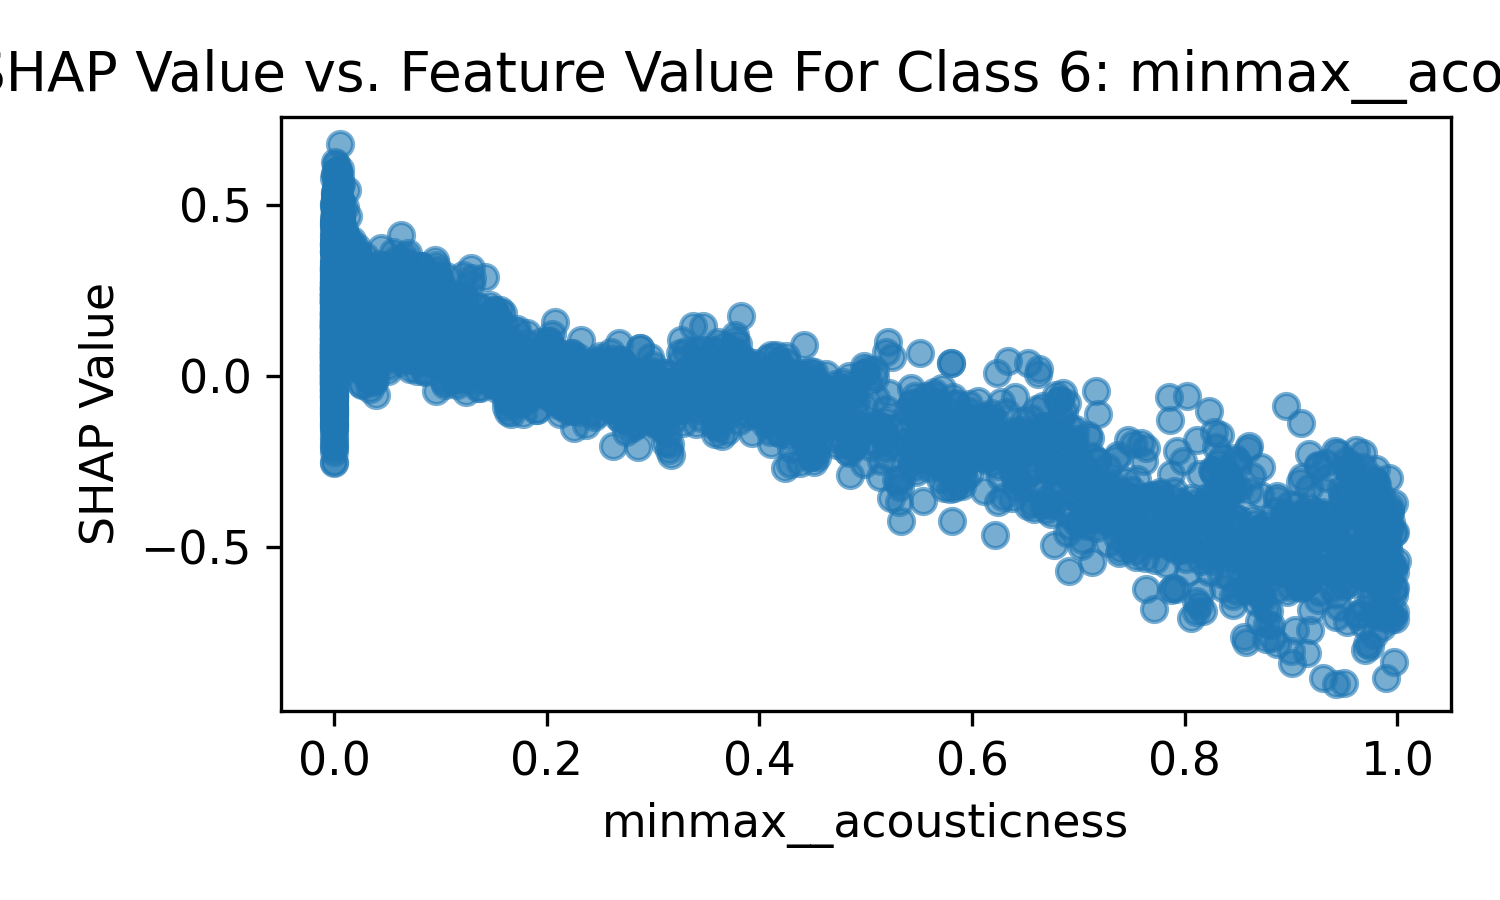 SHAP Value vs. Feature Value For Class 6: minmax__aco
SHAP Value
0.5
0.0
−0.5
0.0 0.2 0.4 0.6 0.8 1.0
minmax__acousticness